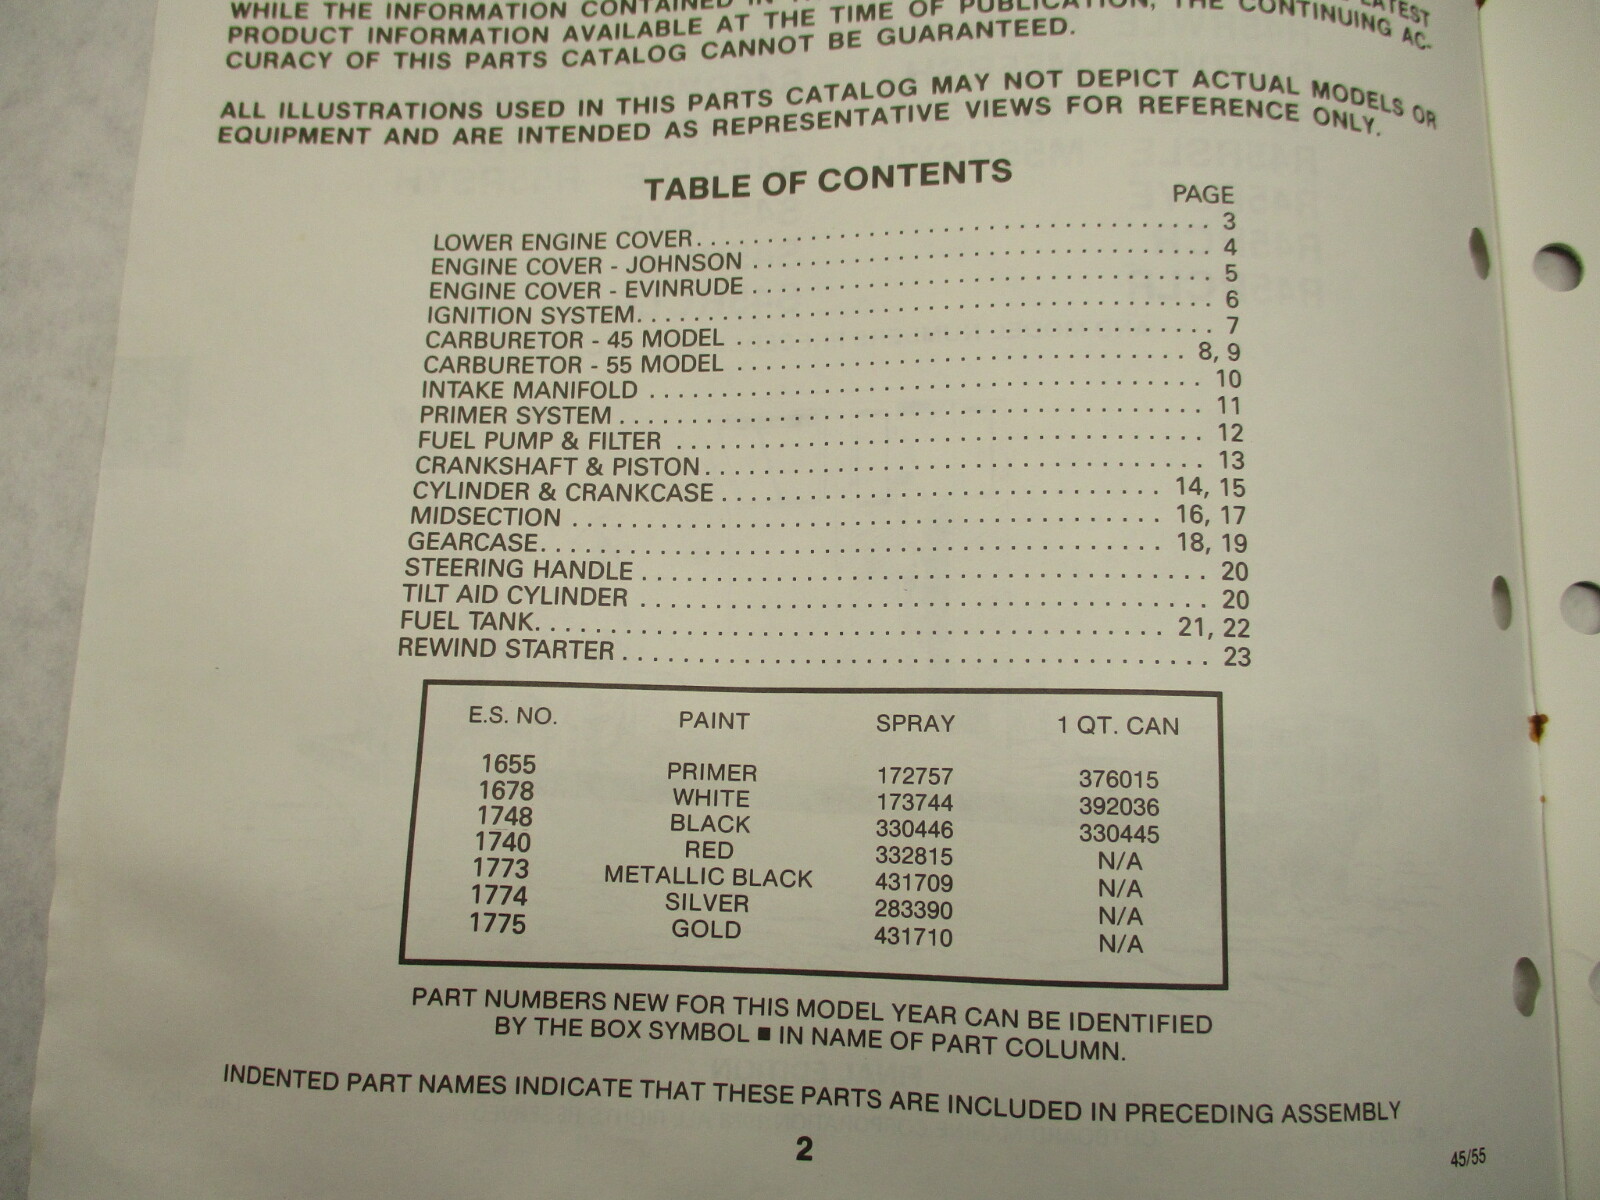 WHILE THE INFORMATION CONTAINED IN LATEST
PRODUCT INFORMATION AVAILABLE AT THE TIME OF PUBLICATION, THE CONTINUING AC-
CURACY OF THIS PARTS CATALOG CANNOT BE GUARANTEED.
ALL ILLUSTRATIONS USED IN THIS PARTS CATALOG MAY NOT DEPICT ACTUAL MODELS OR
EQUIPMENT AND ARE INTENDED AS REPRESENTATIVE VIEWS FOR REFERENCE ONLY.
TABLE OF CONTENTS
PAGE
LOWER ENGINE COVER. . . . . . . . . . 3
ENGINE COVER - JOHNSON . . . . . . . . . . 4
ENGINE COVER - EVINRUDE . . . . . . . . . . 5
IGNITION SYSTEM. . . . . . . . . . 6
CARBURETOR - 45 MODEL . . . . . . . . . . 7
CARBURETOR - 55 MODEL . . . . . . . . . . 8, 9
INTAKE MANIFOLD . . . . . . . . . . 10
PRIMER SYSTEM . . . . . . . . . . 11
FUEL PUMP & FILTER . . . . . . . . . . 12
CRANKSHAFT & PISTON. . . . . . . . . . 13
CYLINDER & CRANKCASE . . . . . . . . . . 14, 15
MIDSECTION . . . . . . . . . . 16, 17
GEARCASE. . . . . . . . . . 18, 19
STEERING HANDLE . . . . . . . . . . 20
TILT AID CYLINDER . . . . . . . . . . 20
FUEL TANK. . . . . . . . . . 21, 22
REWIND STARTER . . . . . . . . . . 23
E.S. NO. PAINT SPRAY 1 QT. CAN
1655 PRIMER 172757 376015
1678 WHITE 173744 392036
1748 BLACK 330446 330445
1740 RED 332815 N/A
1773 METALLIC BLACK 431709 N/A
1774 SILVER 283390 N/A
1775 GOLD 431710 N/A
PART NUMBERS NEW FOR THIS MODEL YEAR CAN BE IDENTIFIED
BY THE BOX SYMBOL ■ IN NAME OF PART COLUMN.
INDENTED PART NAMES INDICATE THAT THESE PARTS ARE INCLUDED IN PRECEDING ASSEMBLY
2
45/55